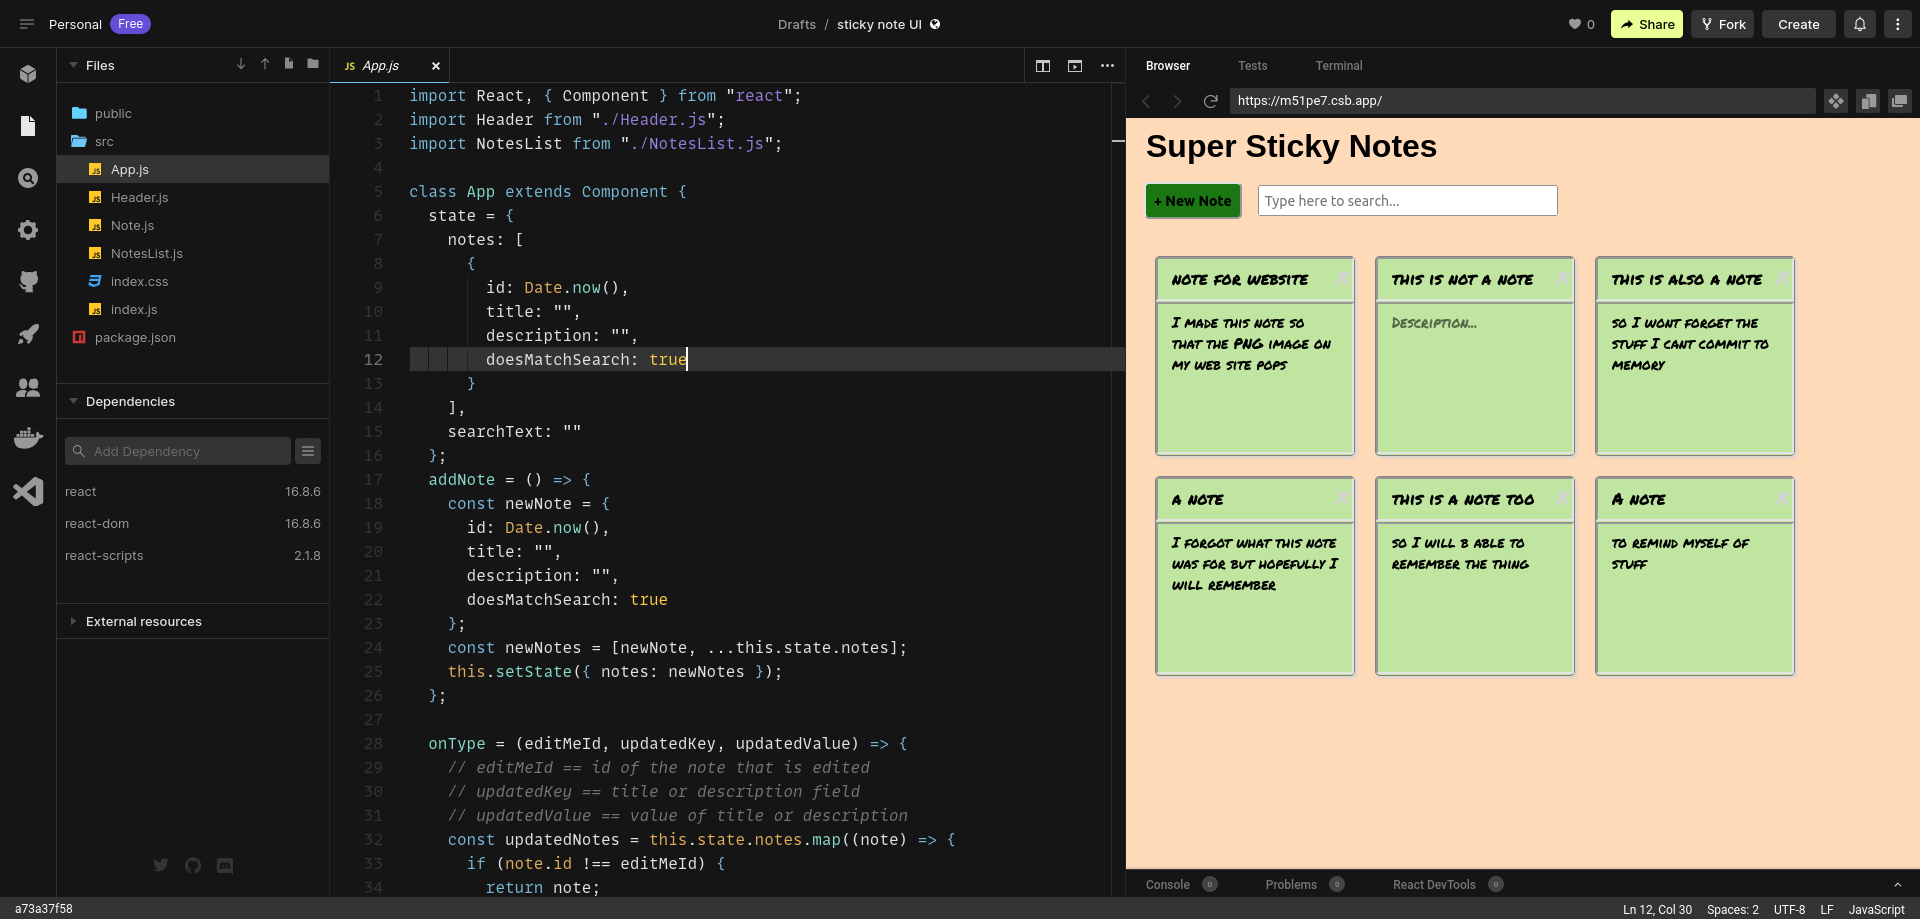 Personal Free
Drafts / sticky note UI
0 Share Fork Create
Files
public
src
App.js
Header.js
Note.js
NotesList.js
index.css
index.js
package.json
Dependencies
Add Dependency
react 16.8.6
react-dom 16.8.6
react-scripts 2.1.8
External resources
JS App.js
1 import React, { Component } from "react";
2 import Header from "./Header.js";
3 import NotesList from "./NotesList.js";
4
5 class App extends Component {
6 state = {
7 notes: [
8 {
9 id: Date.now(),
10 title: "",
11 description: "",
12 doesMatchSearch: true
13 }
14 ],
15 searchText: ""
16 };
17 addNote = () => {
18 const newNote = {
19 id: Date.now(),
20 title: "",
21 description: "",
22 doesMatchSearch: true
23 };
24 const newNotes = [newNote, ...this.state.notes];
25 this.setState({ notes: newNotes });
26 };
27
28 onType = (editMeId, updatedKey, updatedValue) => {
29 // editMeId == id of the note that is edited
30 // updatedKey == title or description field
31 // updatedValue == value of title or description
32 const updatedNotes = this.state.notes.map((note) => {
33 if (note.id !== editMeId) {
34 return note;
Browser Tests Terminal
https://m51pe7.csb.app/
Super Sticky Notes
+ New Note
Type here to search...
NOTE FOR WEBSITE X
I MADE THIS NOTE SO
THAT THE PNG IMAGE ON
MY WEB SITE POPS
THIS IS NOT A NOTE X
DESCRIPTION...
THIS IS ALSO A NOTE X
SO I WONT FORGET THE
STUFF I CANT COMMIT TO
MEMORY
A NOTE X
I FORGOT WHAT THIS NOTE
WAS FOR BUT HOPEFULLY I
WILL REMEMBER
THIS IS A NOTE TOO X
SO I WILL B ABLE TO
REMEMBER THE THING
A NOTE X
TO REMIND MYSELF OF
STUFF
Console 0 Problems 0 React DevTools 0
a73a37f58
Ln 12, Col 30 Spaces: 2 UTF-8 LF JavaScript